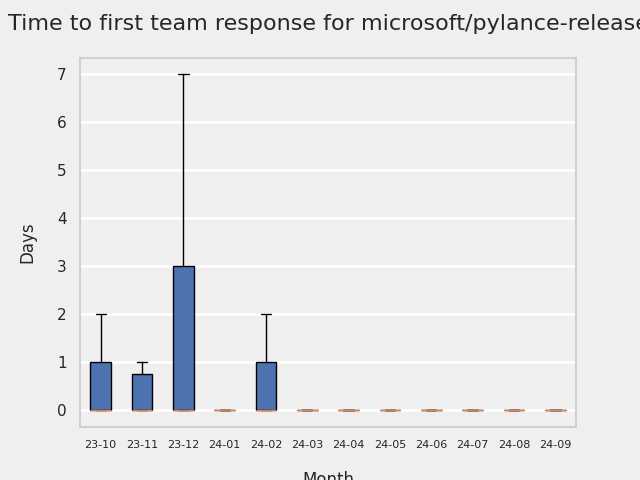 Time to first team response for microsoft/pylance-release
7
6
5
4
3
2
1
0
Days
23-10 23-11 23-12 24-01 24-02 24-03 24-04 24-05 24-06 24-07 24-08 24-09
Month